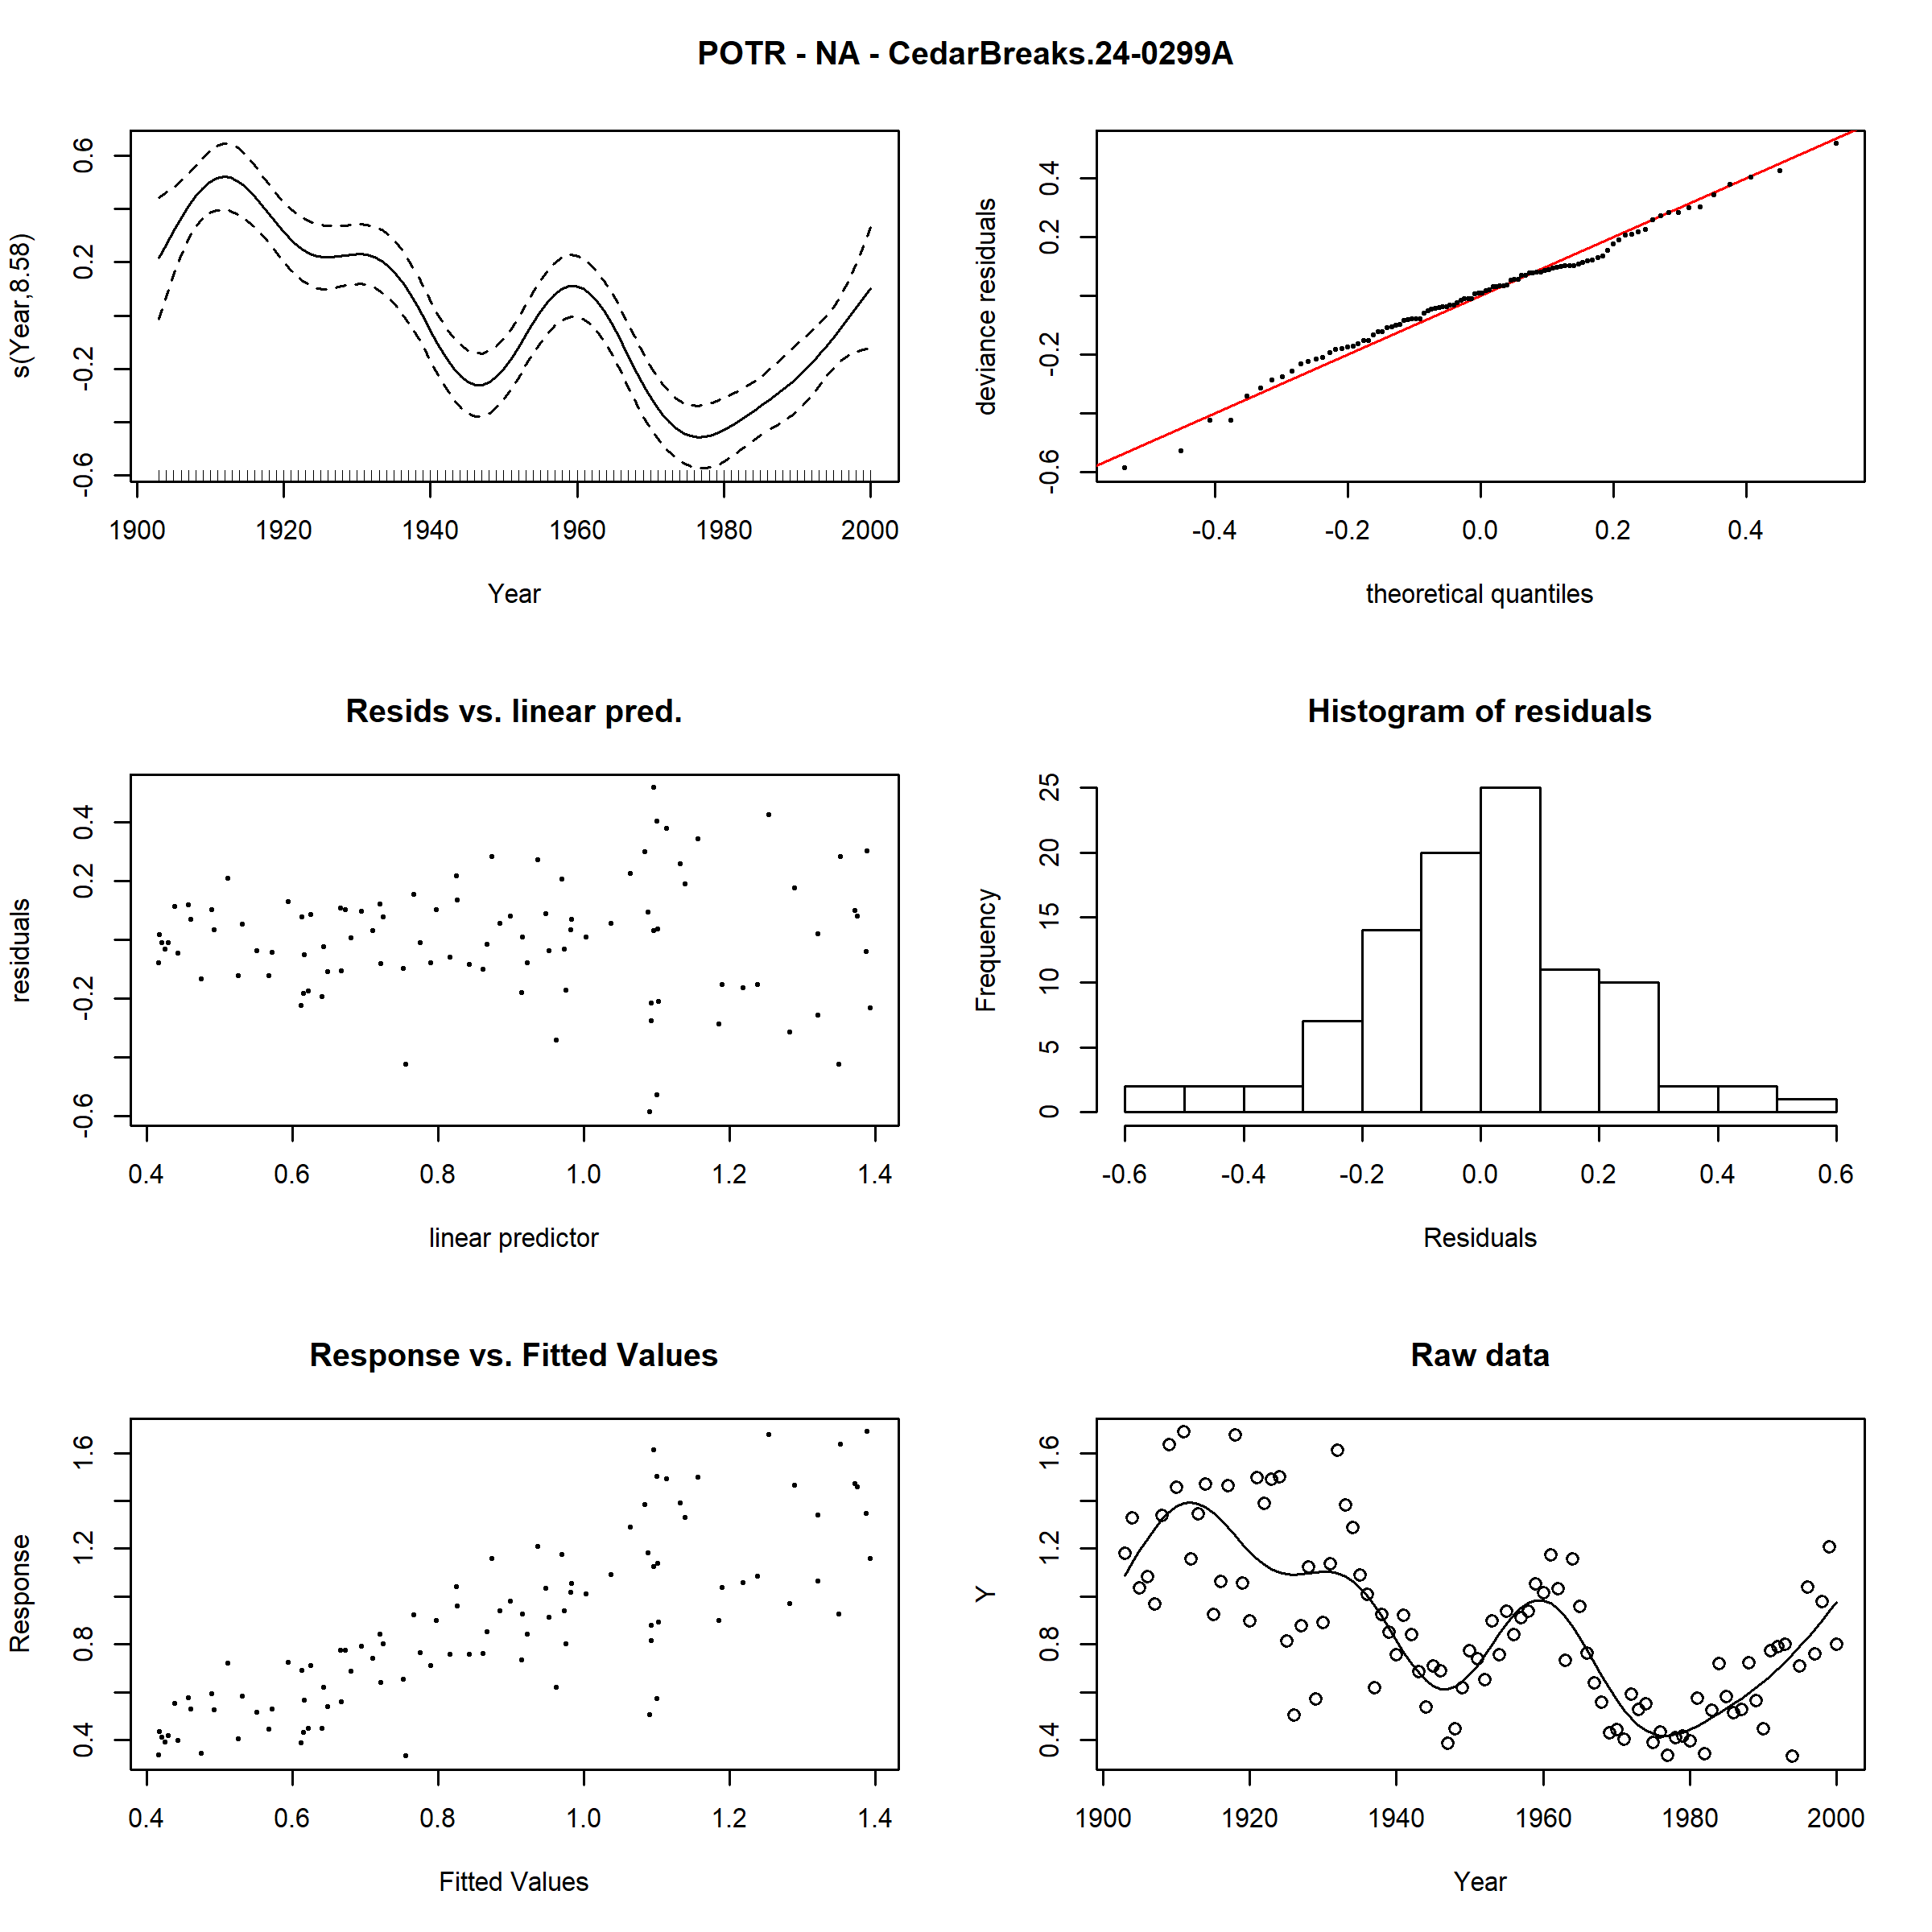 POTR - NA - CedarBreaks.24-0299A
s(Year,8.58)
0.6
0.2
-0.2
-0.6
1900 1920 1940 1960 1980 2000
Year
deviance residuals
0.4
0.2
-0.2
-0.6
-0.4 -0.2 0.0 0.2 0.4
theoretical quantiles
Resids vs. linear pred.
residuals
0.4
0.2
-0.2
-0.6
0.4 0.6 0.8 1.0 1.2 1.4
linear predictor
Histogram of residuals
Frequency
25
20
15
10
5
0
-0.6 -0.4 -0.2 0.0 0.2 0.4 0.6
Residuals
Response vs. Fitted Values
Response
1.6
1.2
0.8
0.4
0.4 0.6 0.8 1.0 1.2 1.4
Fitted Values
Raw data
Y
1.6
1.2
0.8
0.4
1900 1920 1940 1960 1980 2000
Year